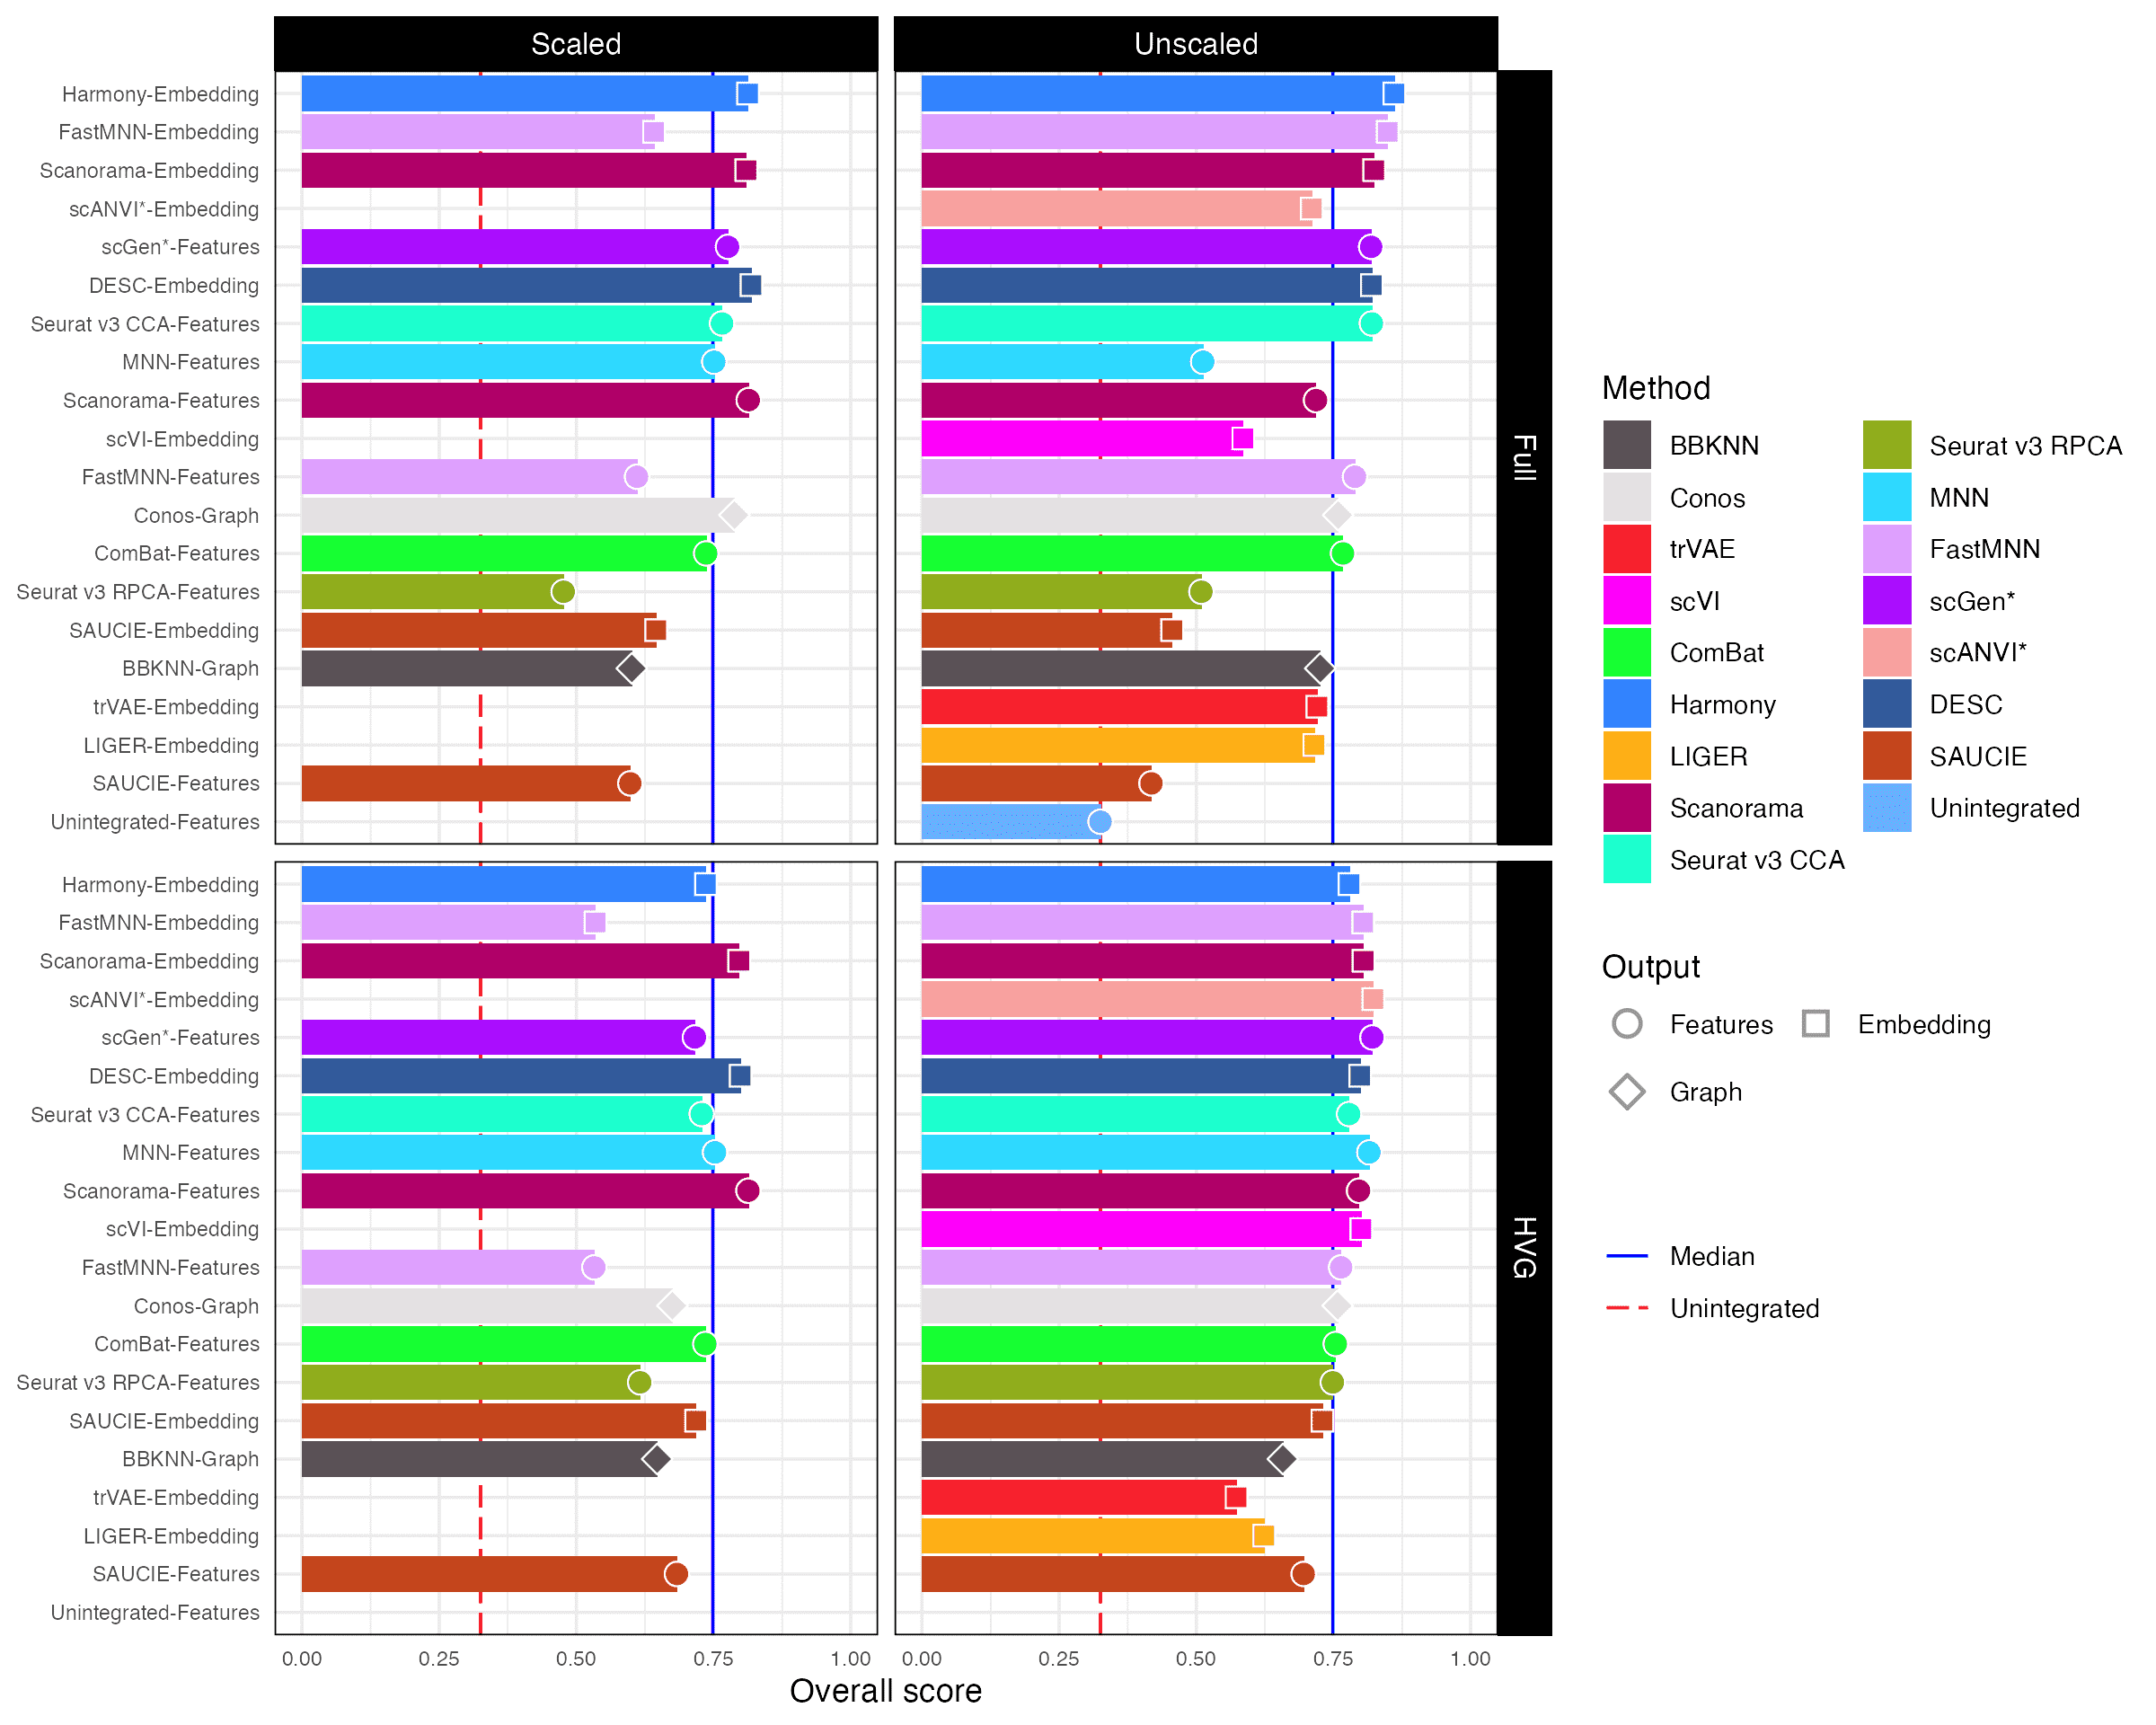 Scaled
Unscaled
Harmony-Embedding
FastMNN-Embedding
Scanorama-Embedding
scANVI*-Embedding
scGen*-Features
DESC-Embedding
Seurat v3 CCA-Features
MNN-Features
Scanorama-Features
scVI-Embedding
FastMNN-Features
Conos-Graph
ComBat-Features
Seurat v3 RPCA-Features
SAUCIE-Embedding
BBKNN-Graph
trVAE-Embedding
LIGER-Embedding
SAUCIE-Features
Unintegrated-Features
Full
Harmony-Embedding
FastMNN-Embedding
Scanorama-Embedding
scANVI*-Embedding
scGen*-Features
DESC-Embedding
Seurat v3 CCA-Features
MNN-Features
Scanorama-Features
scVI-Embedding
FastMNN-Features
Conos-Graph
ComBat-Features
Seurat v3 RPCA-Features
SAUCIE-Embedding
BBKNN-Graph
trVAE-Embedding
LIGER-Embedding
SAUCIE-Features
Unintegrated-Features
HVG
0.00 0.25 0.50 0.75 1.00 0.00 0.25 0.50 0.75 1.00
Overall score
Method
BBKNN
Conos
trVAE
scVI
ComBat
Harmony
LIGER
Scanorama
Seurat v3 CCA
Seurat v3 RPCA
MNN
FastMNN
scGen*
scANVI*
DESC
SAUCIE
Unintegrated
Output
Features
Embedding
Graph
Median
Unintegrated